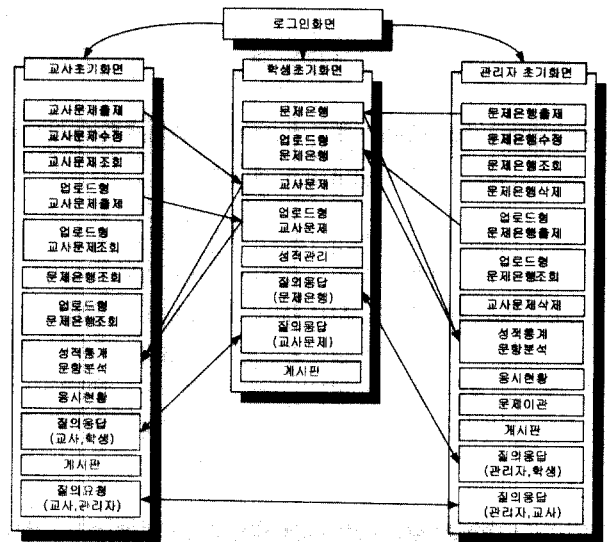 로그인화면
교사초기화면
교사문제출제
교사문제수정
교사문제조회
업로드형
교사문제출제
업로드형
교사문제조회
문제은행조회
업로드형
문제은행조회
성적통계
문항분석
응시현황
질의응답
(교사,학생)
게시판
질의요청
(교사,관리자)
학생초기화면
문제은행
업로드형
문제은행
교사문제
업로드형
교사문제
성적관리
질의응답
(문제은행)
질의응답
(교사문제)
게시판
관리자 초기화면
문제은행출제
문제은행수정
문제은행조회
문제은행삭제
업로드형
문제은행출제
업로드형
문제은행조회
교사문제삭제
성적통계
문항분석
응시현황
문제이관
게시판
질의응답
(관리자,학생)
질의응답
(관리자,교사)